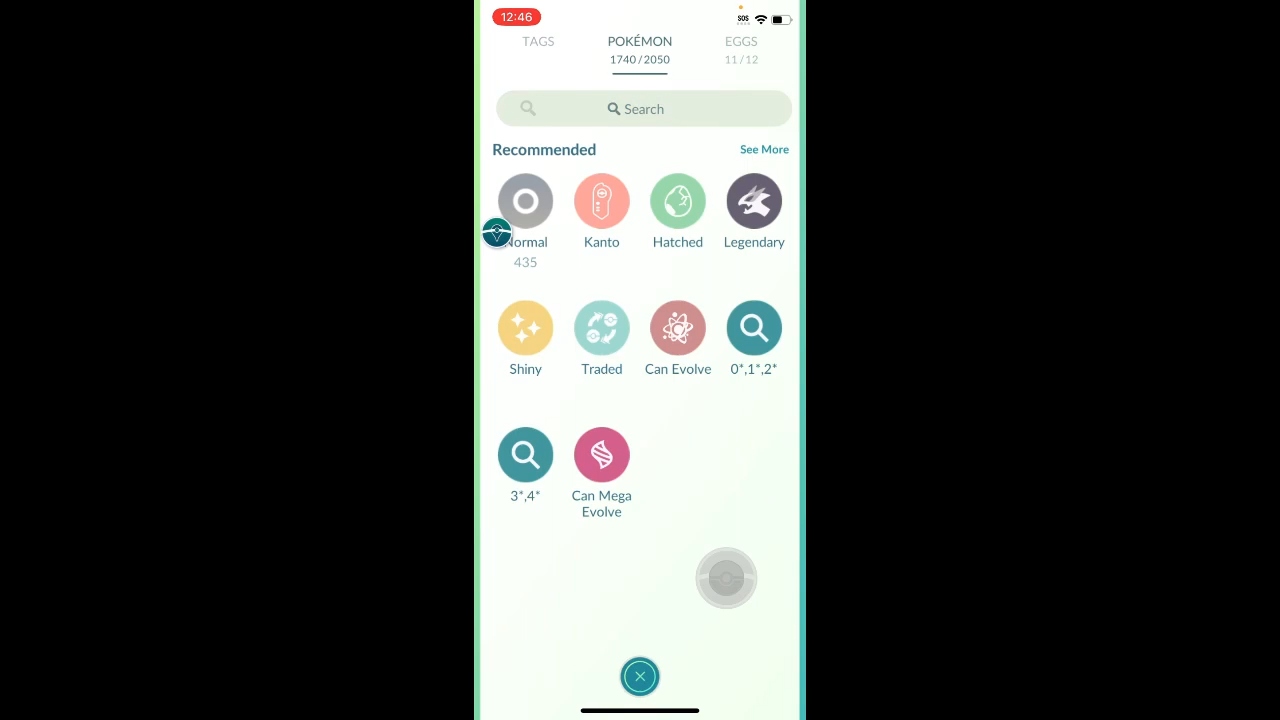 12:46
SOS
TAGS
POKÉMON
EGGS
1740 / 2050
11 / 12
Search
Recommended
See More
Normal
Kanto
Hatched
Legendary
435
Shiny
Traded
Can Evolve
0*,1*,2*
3*,4*
Can Mega
Evolve